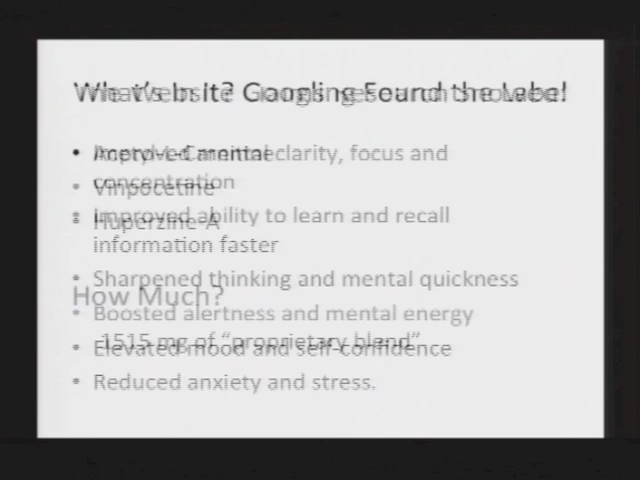 What's In It? Googling Found the Label
• Acetyl-L-Carnitine
Improved mental clarity, focus and
concentration
• Vinpocetine
• Huperzine-A
Improved ability to learn and recall
information faster
• Sharpened thinking and mental quickness
How Much?
• Boosted alertness and mental energy
1515 mg of “proprietary blend”
• Elevated mood and self-confidence
• Reduced anxiety and stress.